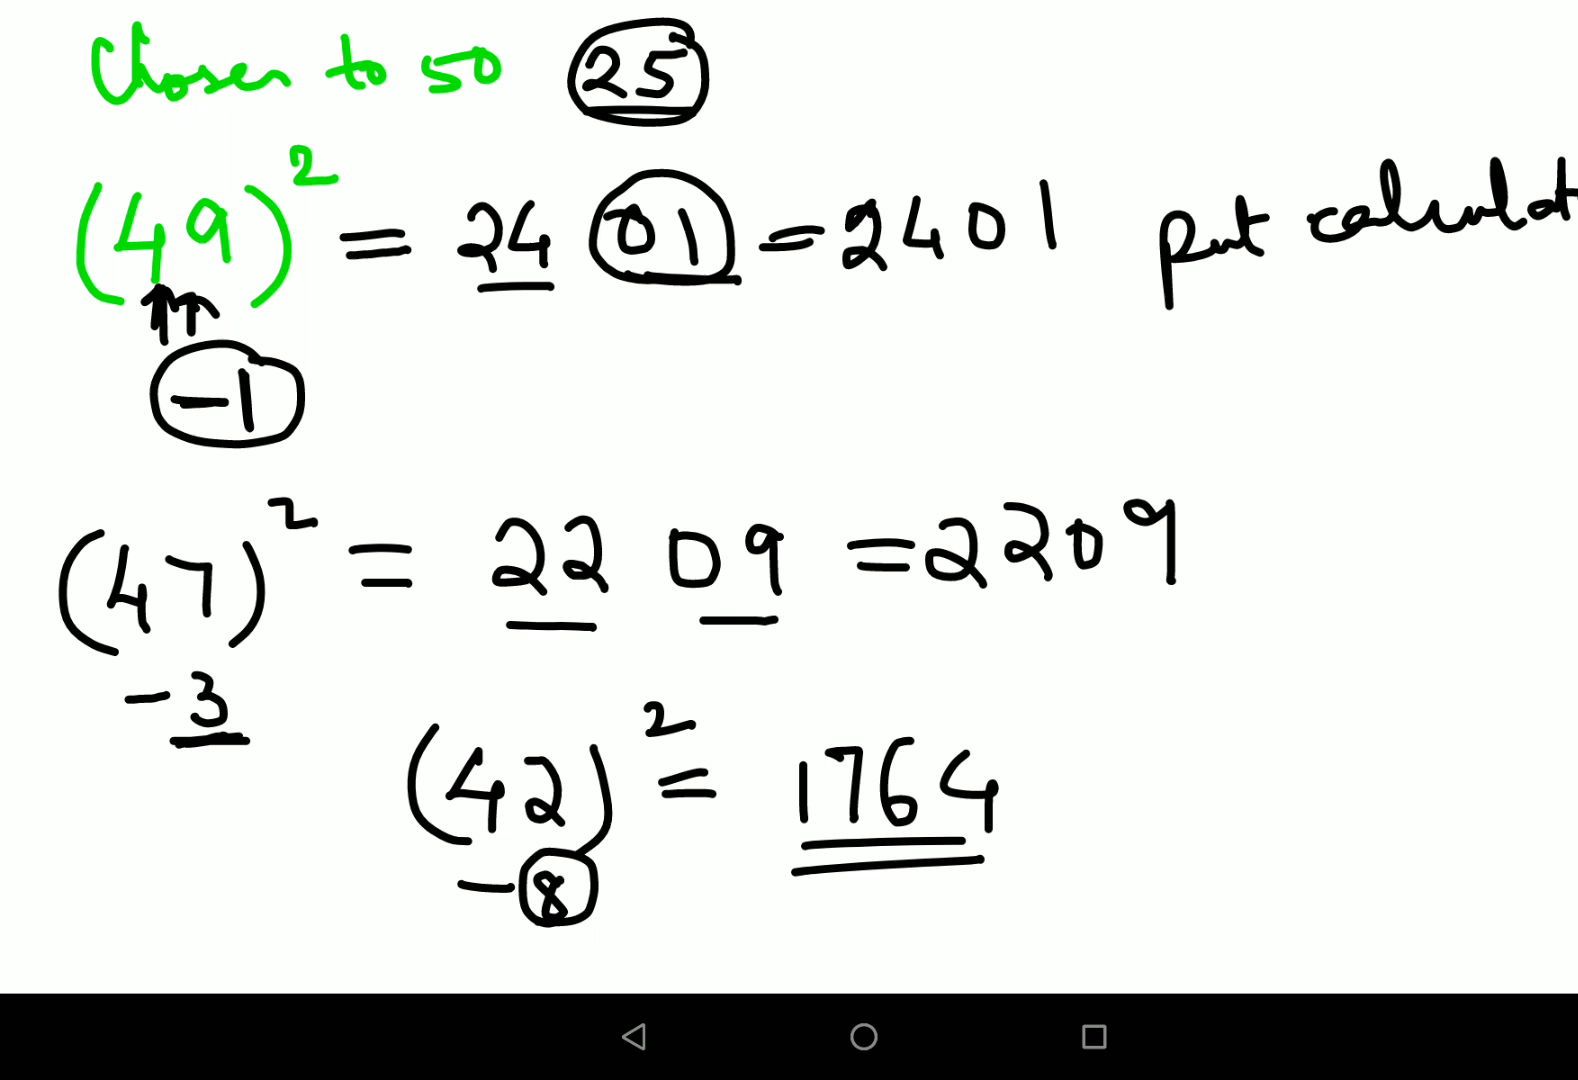 Closer to 50 25
(49)² = 24 01 = 2401 put calculat
-1
(47)² = 22 09 = 2209
-3
(42)² = 1764
-8